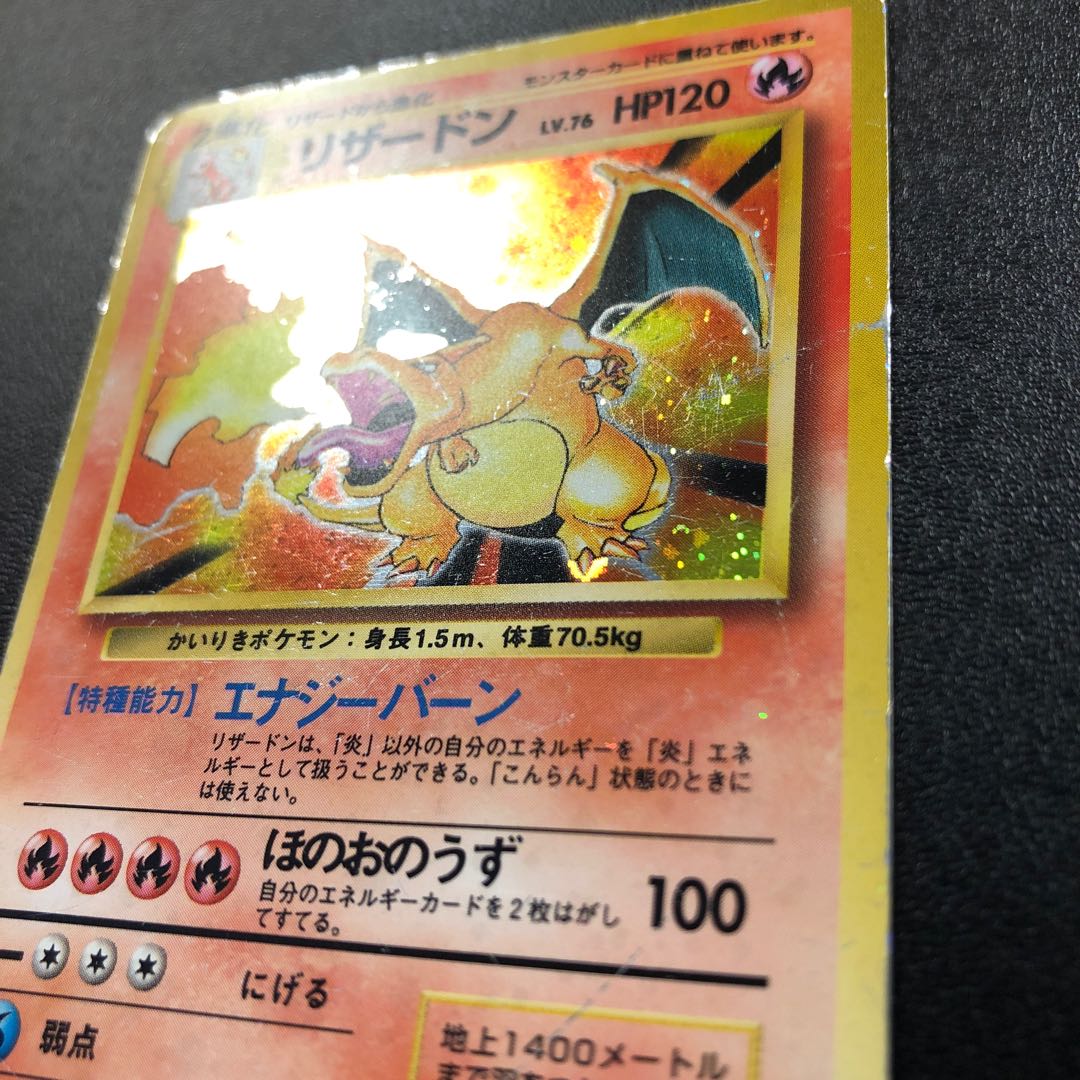 リザードから進化
モンスターカードに重ねて使います。
リザードン LV.76 HP120
かいりきポケモン：身長1.5m、体重70.5kg
【特種能力】エナジーバーン
リザードンは、「炎」以外の自分のエネルギーを「炎」エネ
ルギーとして扱うことができる。「こんらん」状態のときに
は使えない。
ほのおのうず 100
自分のエネルギーカードを2枚はがし
てすてる。
にげる
弱点
地上1400メートル